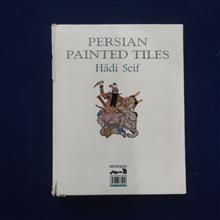 PERSIAN
PAINTED TILES
Hādi Seif